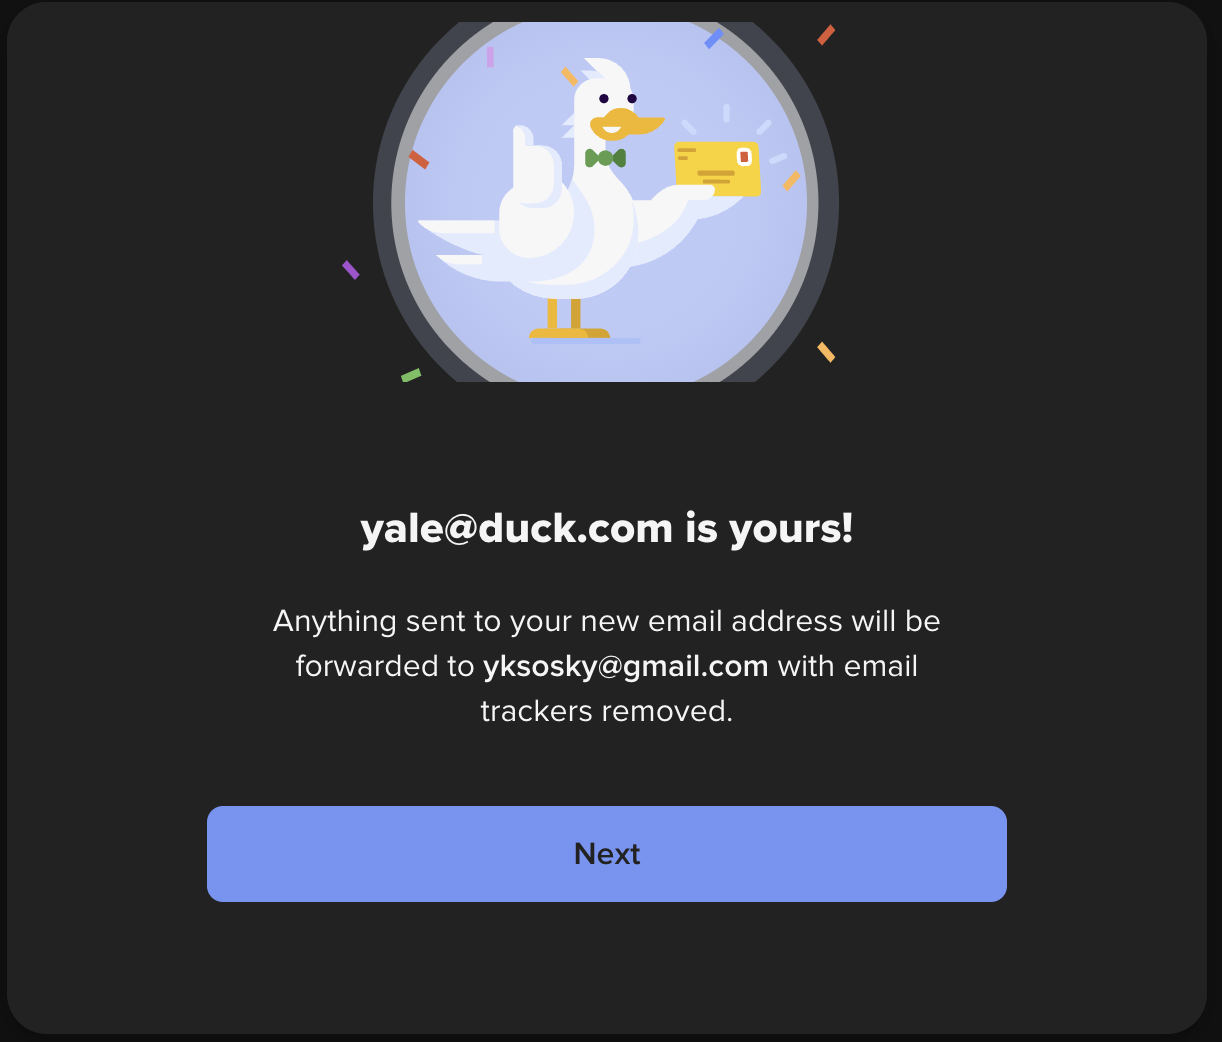 yale@duck.com is yours!
Anything sent to your new email address will be
forwarded to yksosky@gmail.com with email
trackers removed.
Next